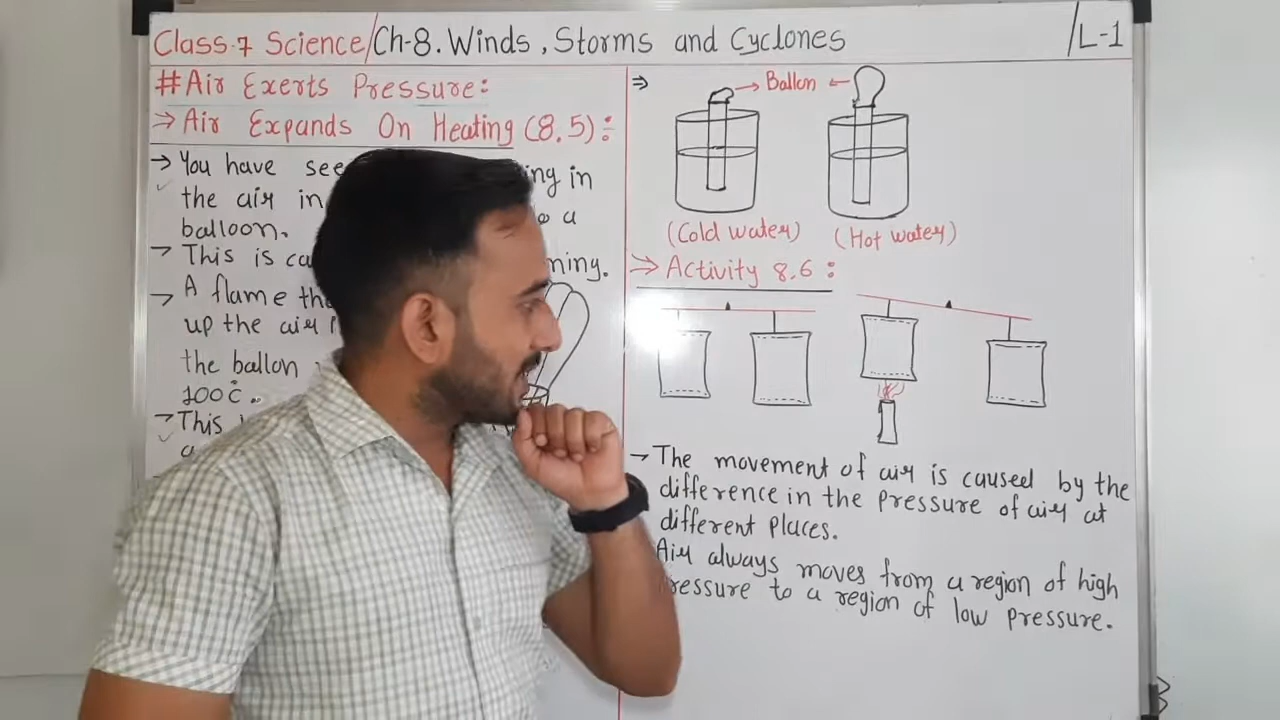 Class-7 Science/Ch-8. Winds, Storms and Cyclones /L-1
#Air Exerts Pressure:
⇒ Air Expands On Heating (8.5):
→ You have
the air in
balloon.
→ This is
→ A flame
up the air
the ballon
100°c.
→ This
ing in
a
ning.
⇒ → Ballon ←
(Cold water) (Hot water)
⇒ Activity 8.6 :
→ The movement of air is caused by the
difference in the pressure of air at
different places.
Air always moves from a region of high
pressure to a region of low pressure.